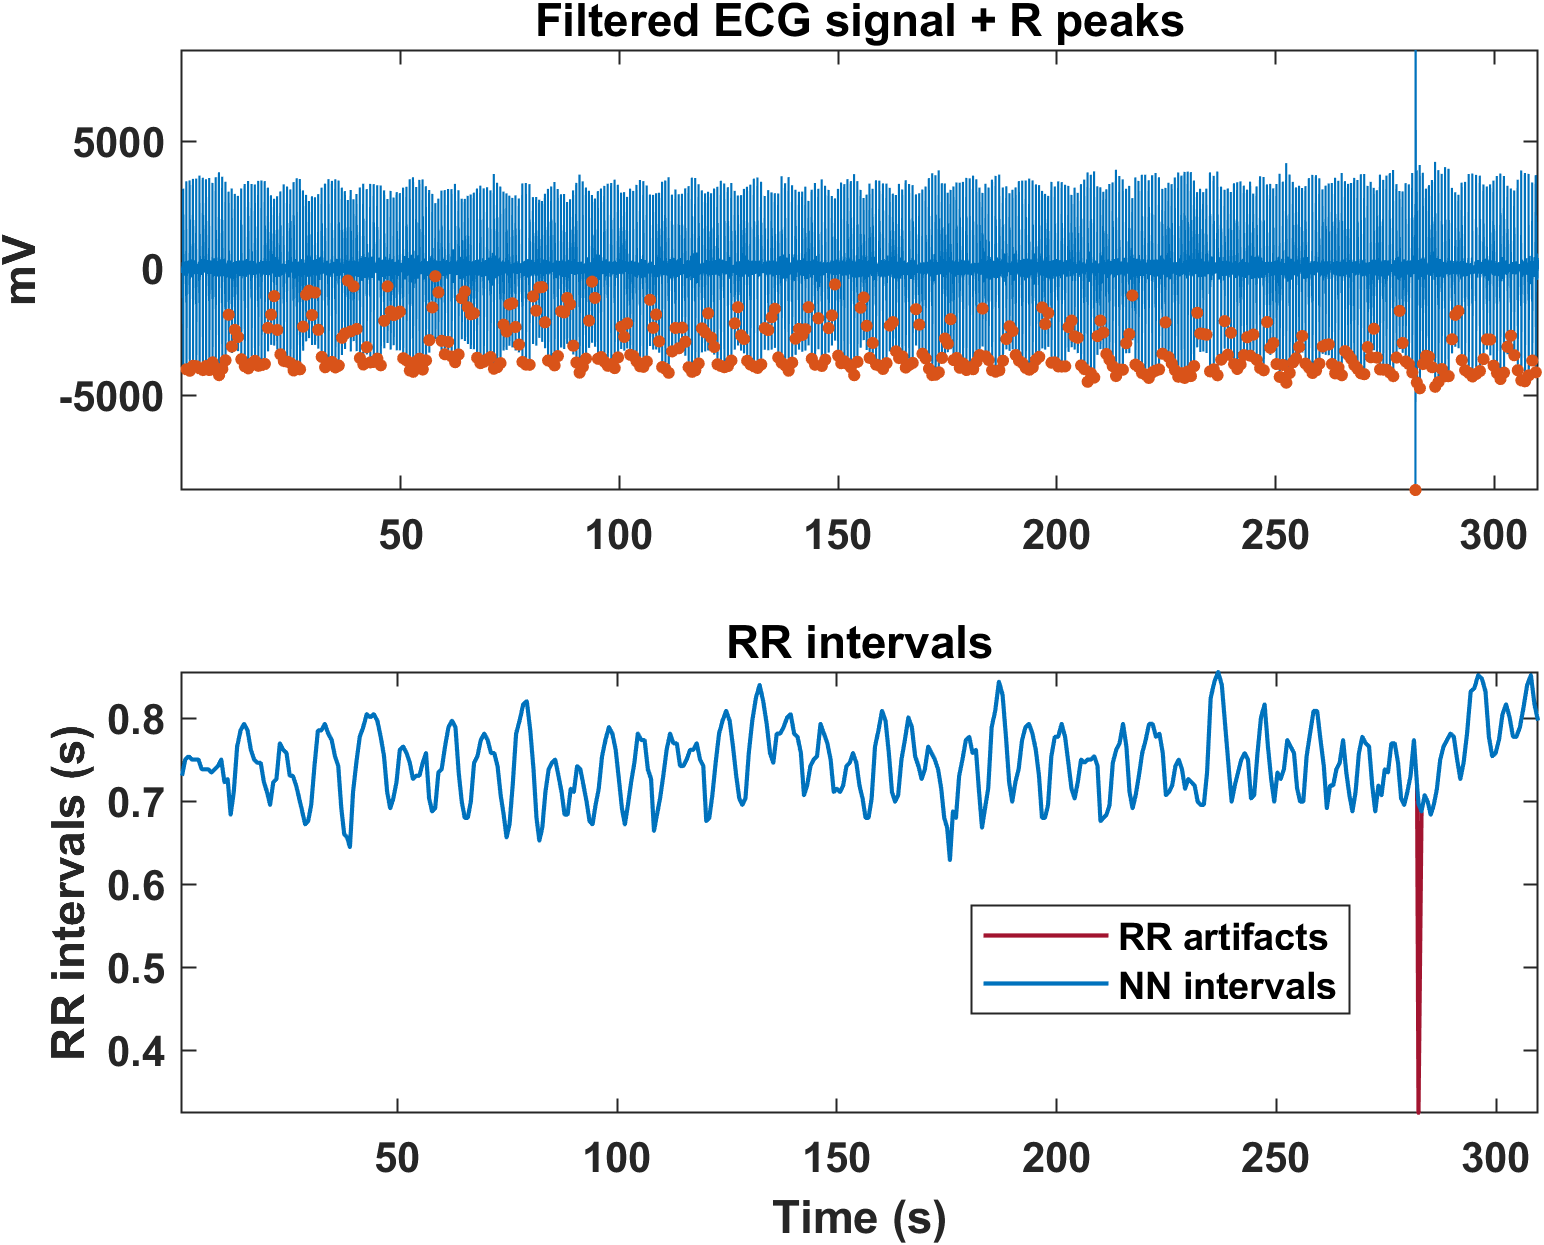 Filtered ECG signal + R peaks
mV
5000
0
-5000
50 100 150 200 250 300
RR intervals
RR intervals (s)
0.8
0.7
0.6
0.5
0.4
RR artifacts
NN intervals
50 100 150 200 250 300
Time (s)